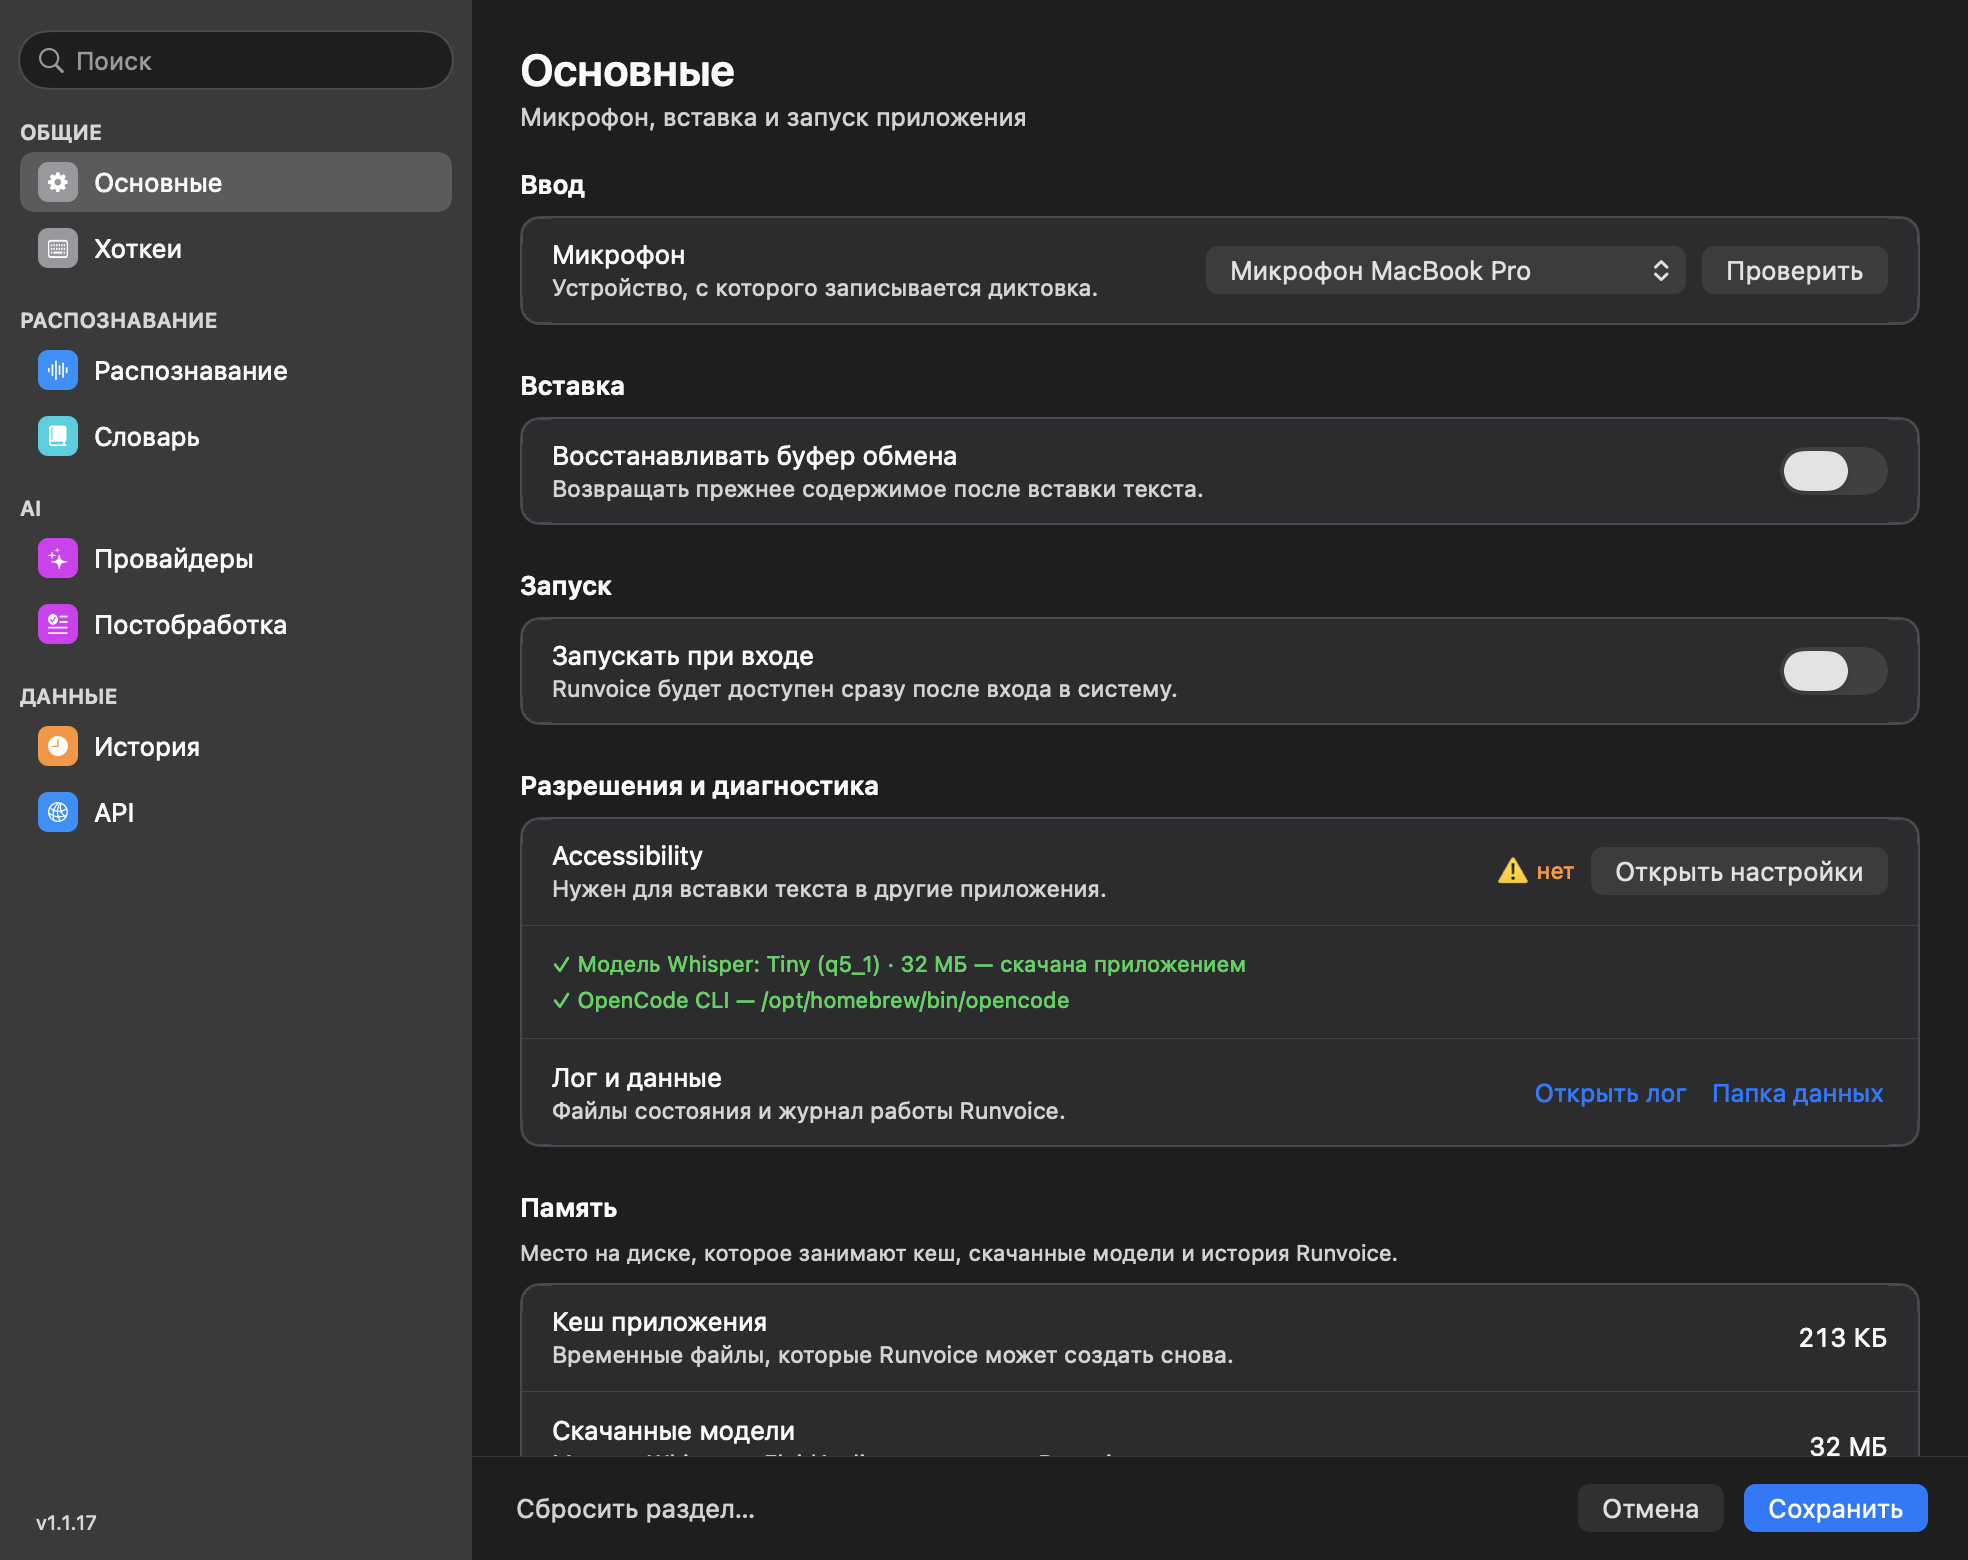 Поиск
ОБЩИЕ
Основные
Хоткеи
РАСПОЗНАВАНИЕ
Распознавание
Словарь
AI
Провайдеры
Постобработка
ДАННЫЕ
История
API
v1.1.17
Основные
Микрофон, вставка и запуск приложения
Ввод
Микрофон
Устройство, с которого записывается диктовка.
Микрофон MacBook Pro
Проверить
Вставка
Восстанавливать буфер обмена
Возвращать прежнее содержимое после вставки текста.
Запуск
Запускать при входе
Runvoice будет доступен сразу после входа в систему.
Разрешения и диагностика
Accessibility
Нужен для вставки текста в другие приложения.
нет
Открыть настройки
✓ Модель Whisper: Tiny (q5_1) · 32 МБ — скачана приложением
✓ OpenCode CLI — /opt/homebrew/bin/opencode
Лог и данные
Файлы состояния и журнал работы Runvoice.
Открыть лог
Папка данных
Память
Место на диске, которое занимают кеш, скачанные модели и история Runvoice.
Кеш приложения
Временные файлы, которые Runvoice может создать снова.
213 КБ
Скачанные модели
32 МБ
Сбросить раздел...
Отмена
Сохранить